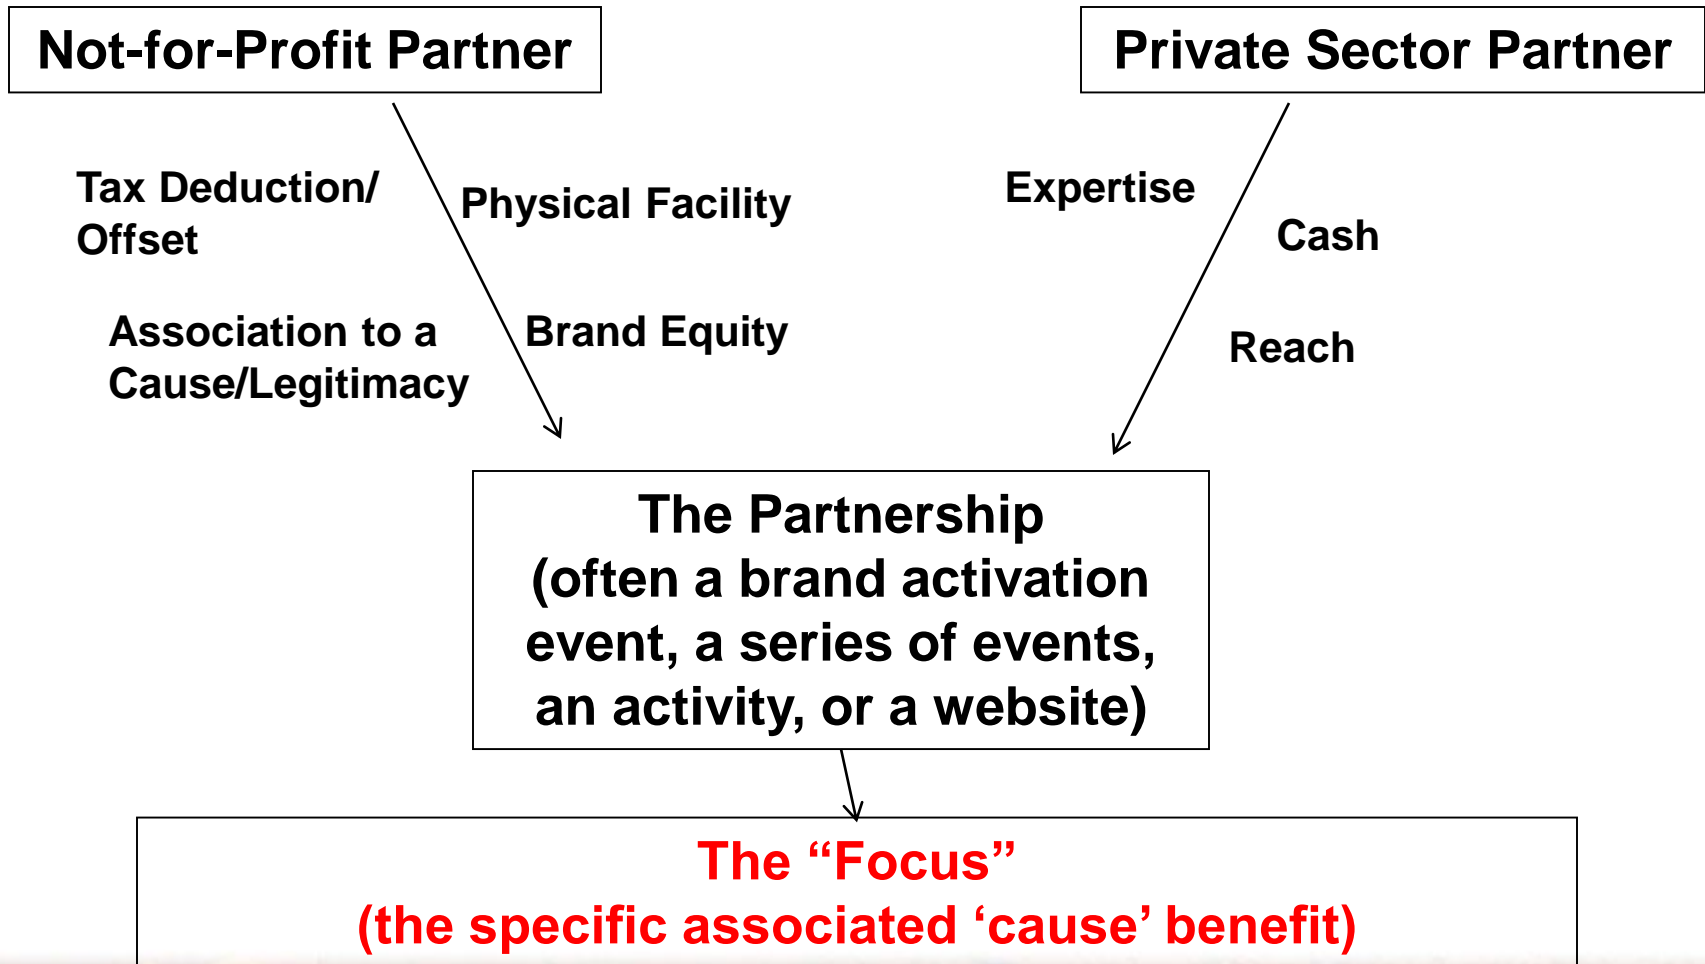 Not-for-Profit Partner
Private Sector Partner
Tax Deduction/
Offset
Physical Facility
Expertise
Cash
Association to a
Cause/Legitimacy
Brand Equity
Reach
The Partnership
(often a brand activation
event, a series of events,
an activity, or a website)
The “Focus”
(the specific associated ‘cause’ benefit)